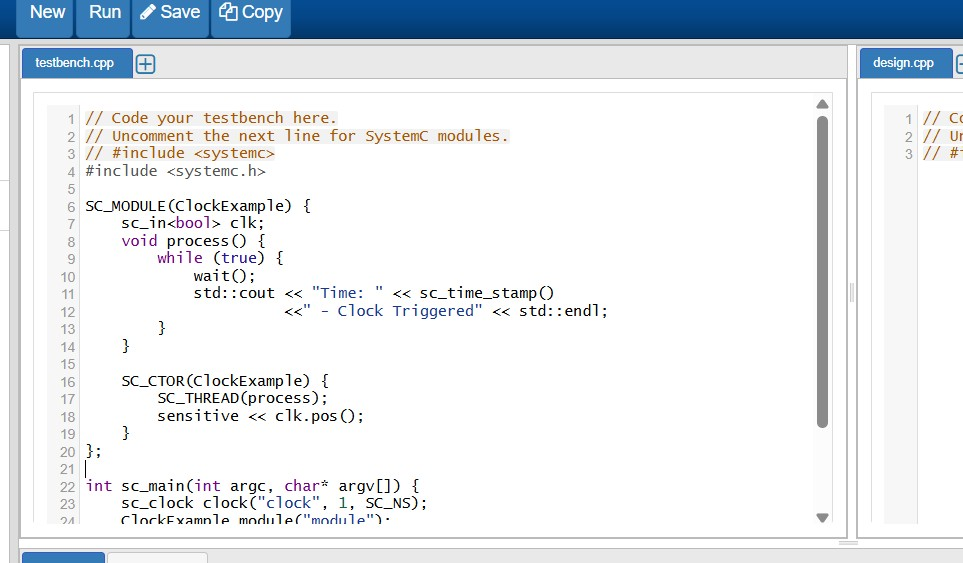 New Run Save Copy
testbench.cpp
design.cpp
1 // Code your testbench here.
2 // Uncomment the next line for SystemC modules.
3 // #include <systemc>
4 #include <systemc.h>
5
6 SC_MODULE(ClockExample) {
7     sc_in<bool> clk;
8     void process() {
9         while (true) {
10             wait();
11             std::cout << "Time: " << sc_time_stamp()
12                       <<" - Clock Triggered" << std::endl;
13         }
14     }
15
16     SC_CTOR(ClockExample) {
17         SC_THREAD(process);
18         sensitive << clk.pos();
19     }
20 };
21
22 int sc_main(int argc, char* argv[]) {
23     sc_clock clock("clock", 1, SC_NS);
24     ClockExample module("module");
1 //
2 //
3 //